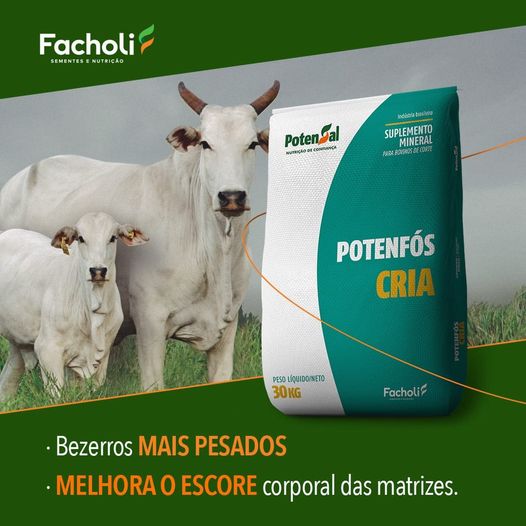 Facholi
SEMENTES E NUTRIÇÃO
PotenSal
NUTRIÇÃO DE CONFIANÇA
Indústria brasileira
SUPLEMENTO
MINERAL
PARA BOVINOS DE CORTE
POTENFÓS
CRIA
PESO LÍQUIDO/NETO
30 KG
Facholi
POTENFÓS
CRIA
· Bezerros MAIS PESADOS
· MELHORA O ESCORE corporal das matrizes.